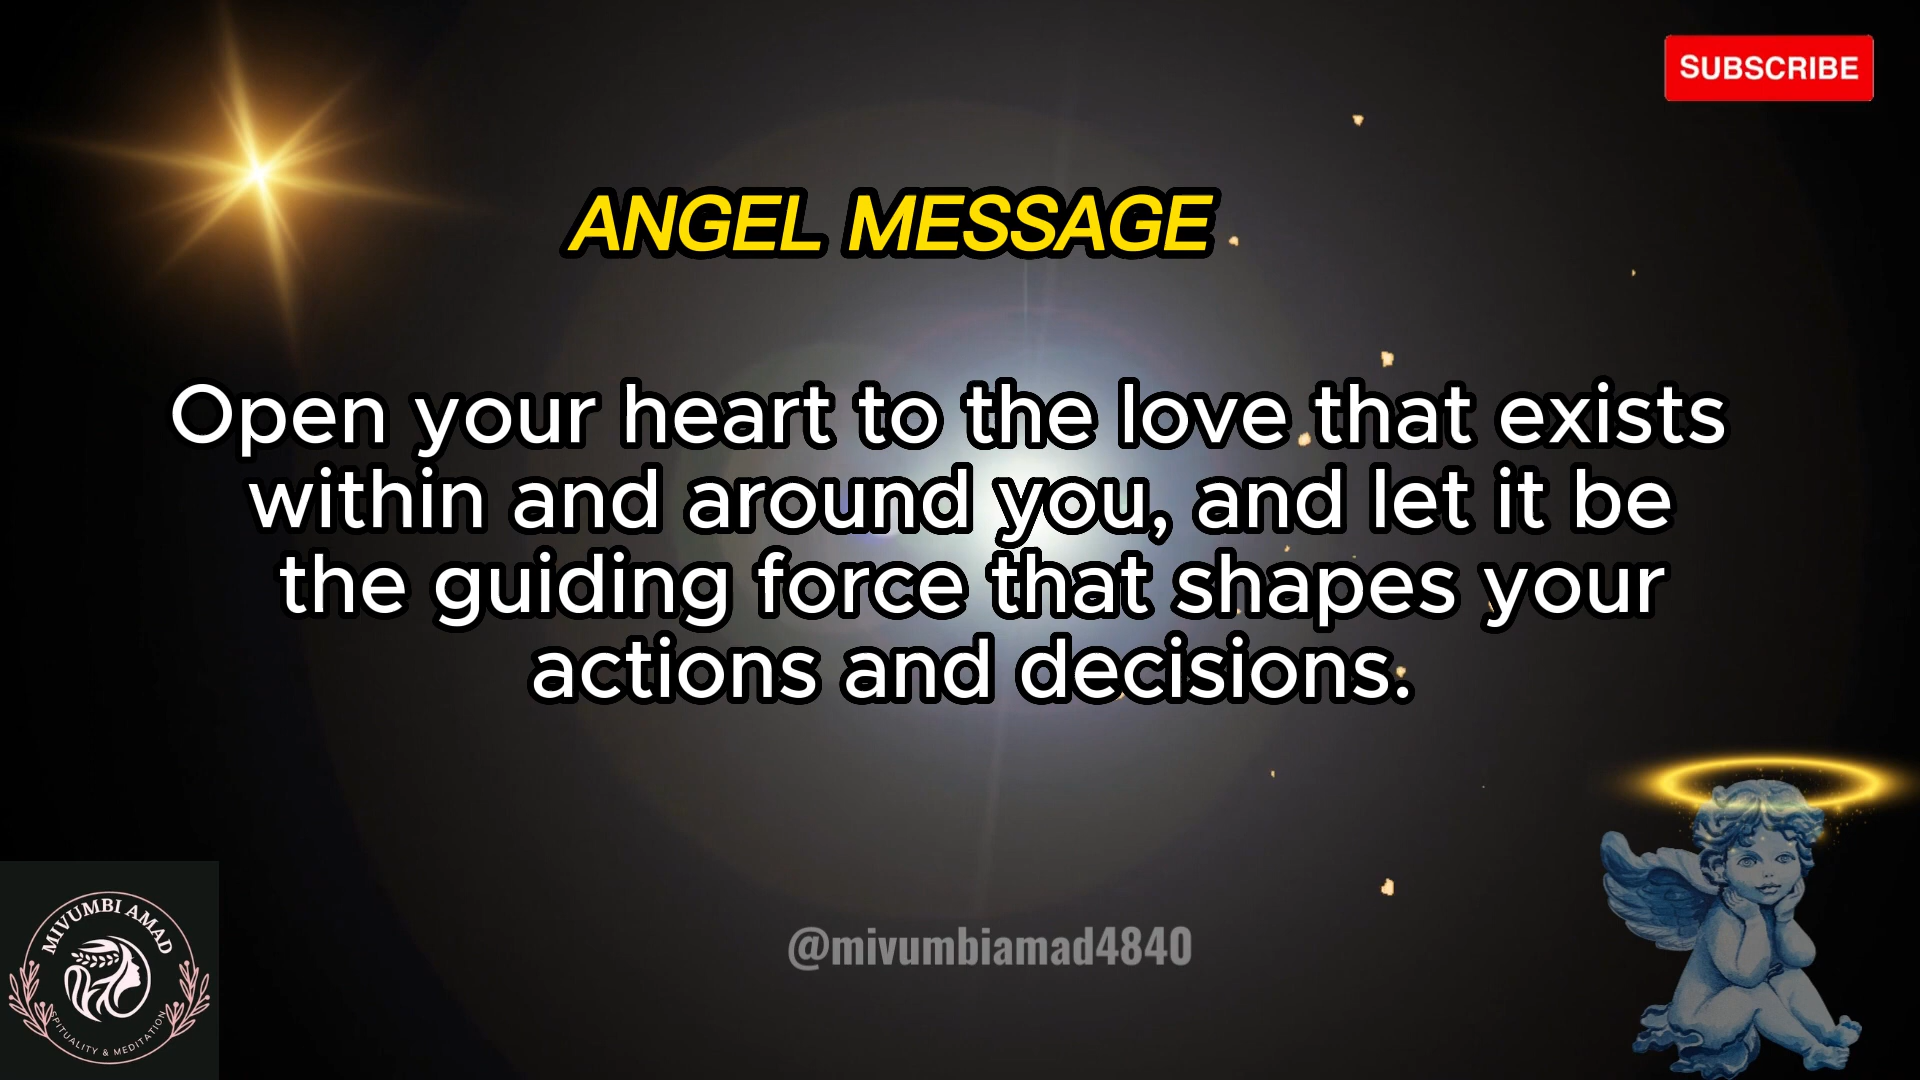 SUBSCRIBE
ANGEL MESSAGE
Open your heart to the love that exists
within and around you, and let it be
the guiding force that shapes your
actions and decisions.
@mivumbiamad4840
MIVUMBI AMAD
SPITUALITY & MEDITATION